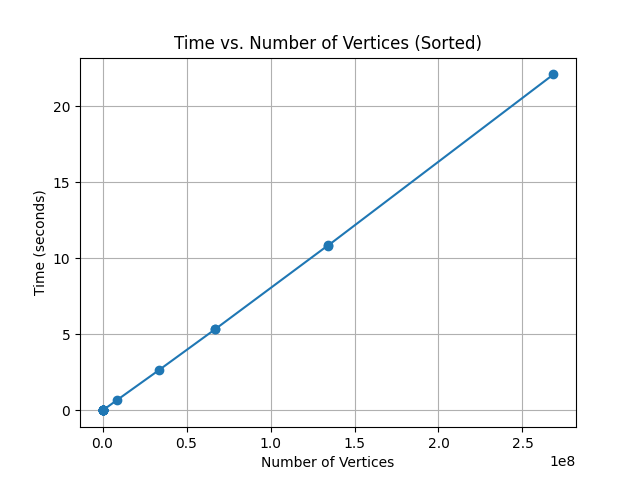 Time vs. Number of Vertices (Sorted)
20
15
10
5
0
Time (seconds)
0.0 0.5 1.0 1.5 2.0 2.5
1e8
Number of Vertices